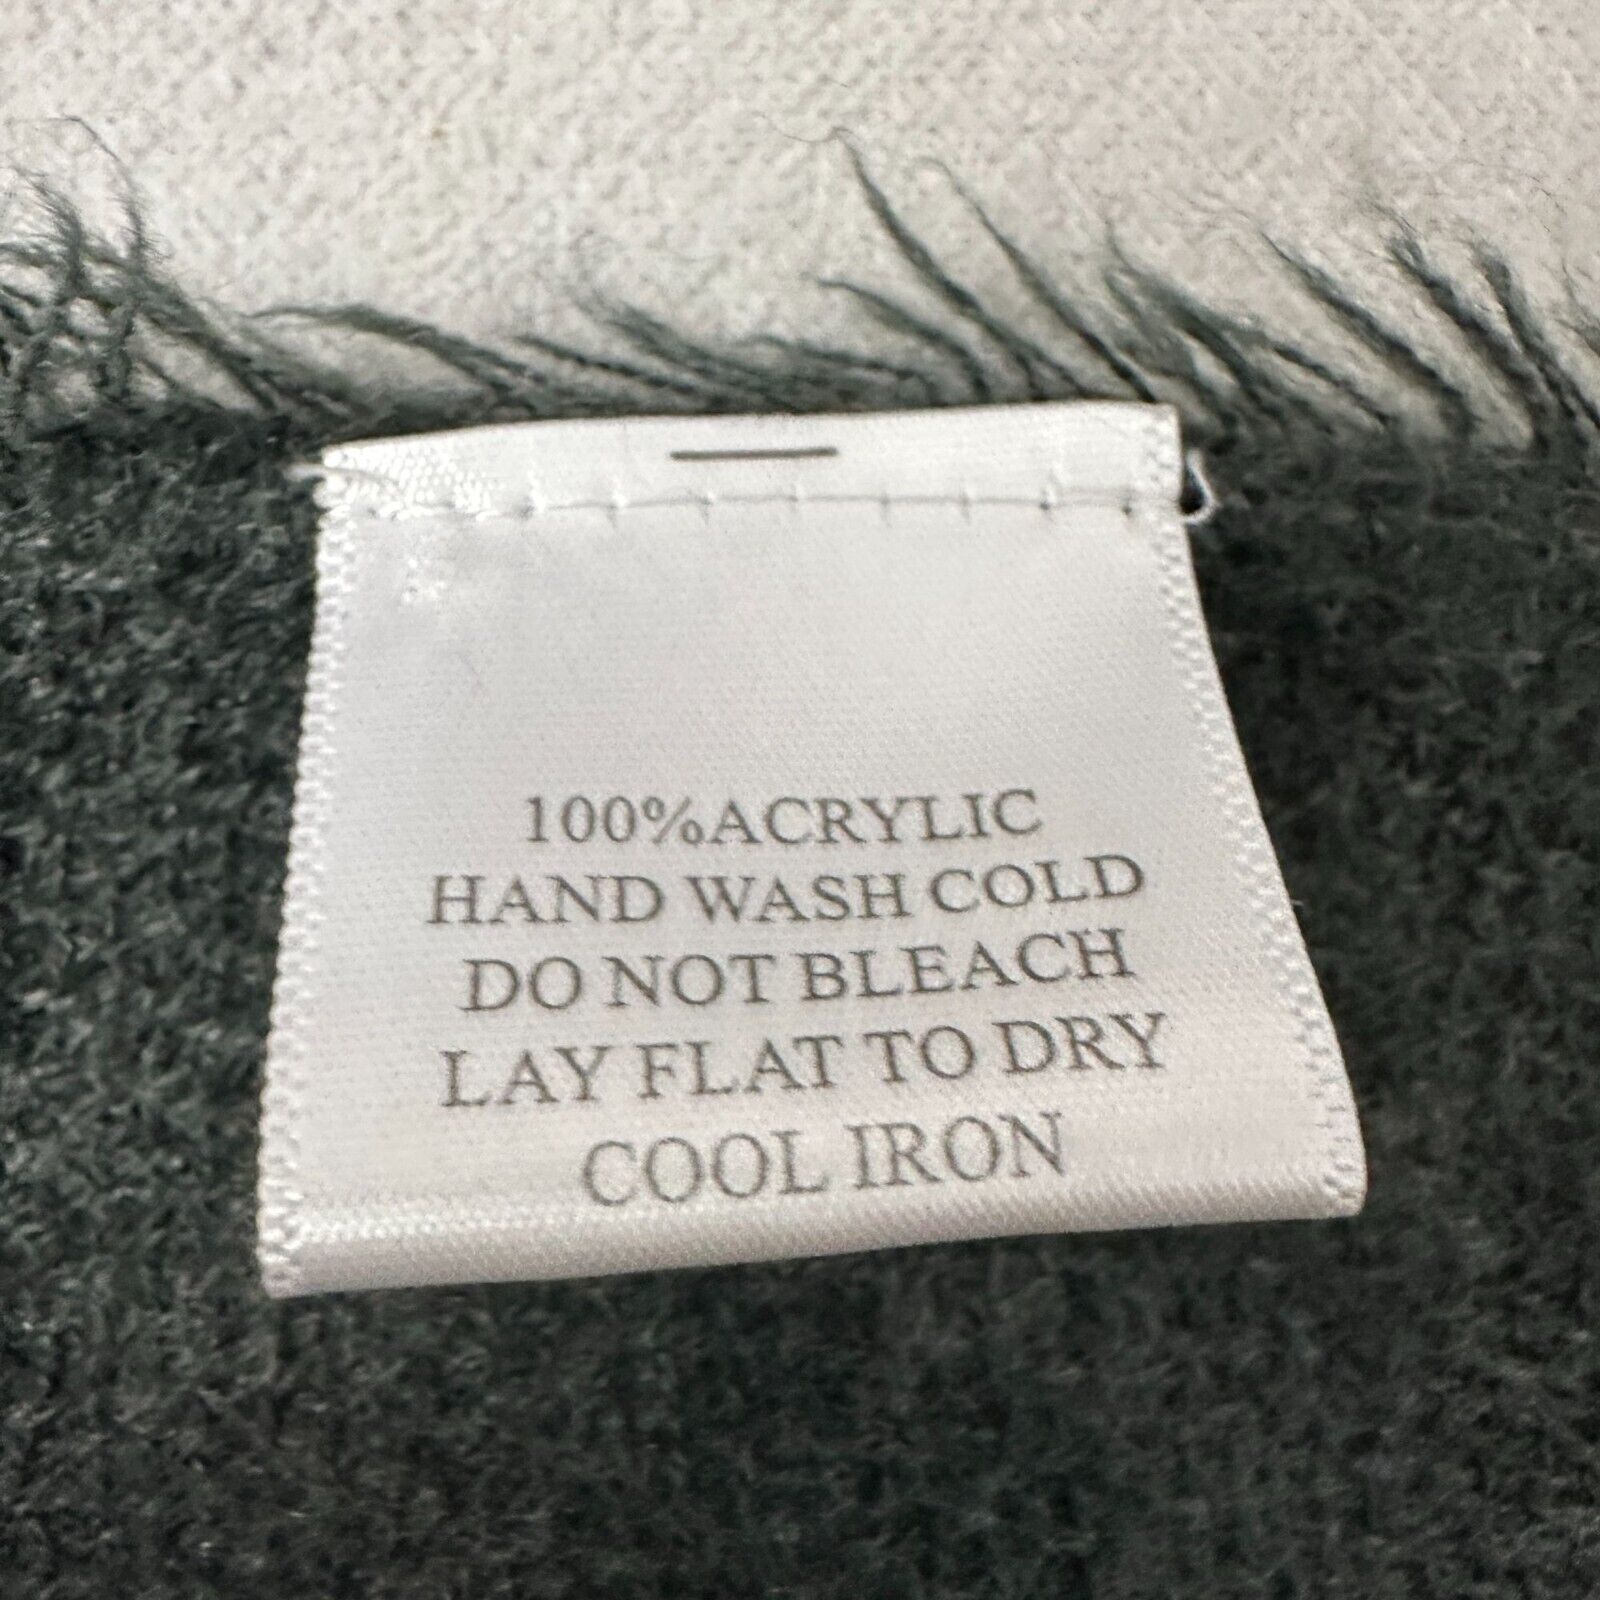 100%ACRYLIC
HAND WASH COLD
DO NOT BLEACH
LAY FLAT TO DRY
COOL IRON